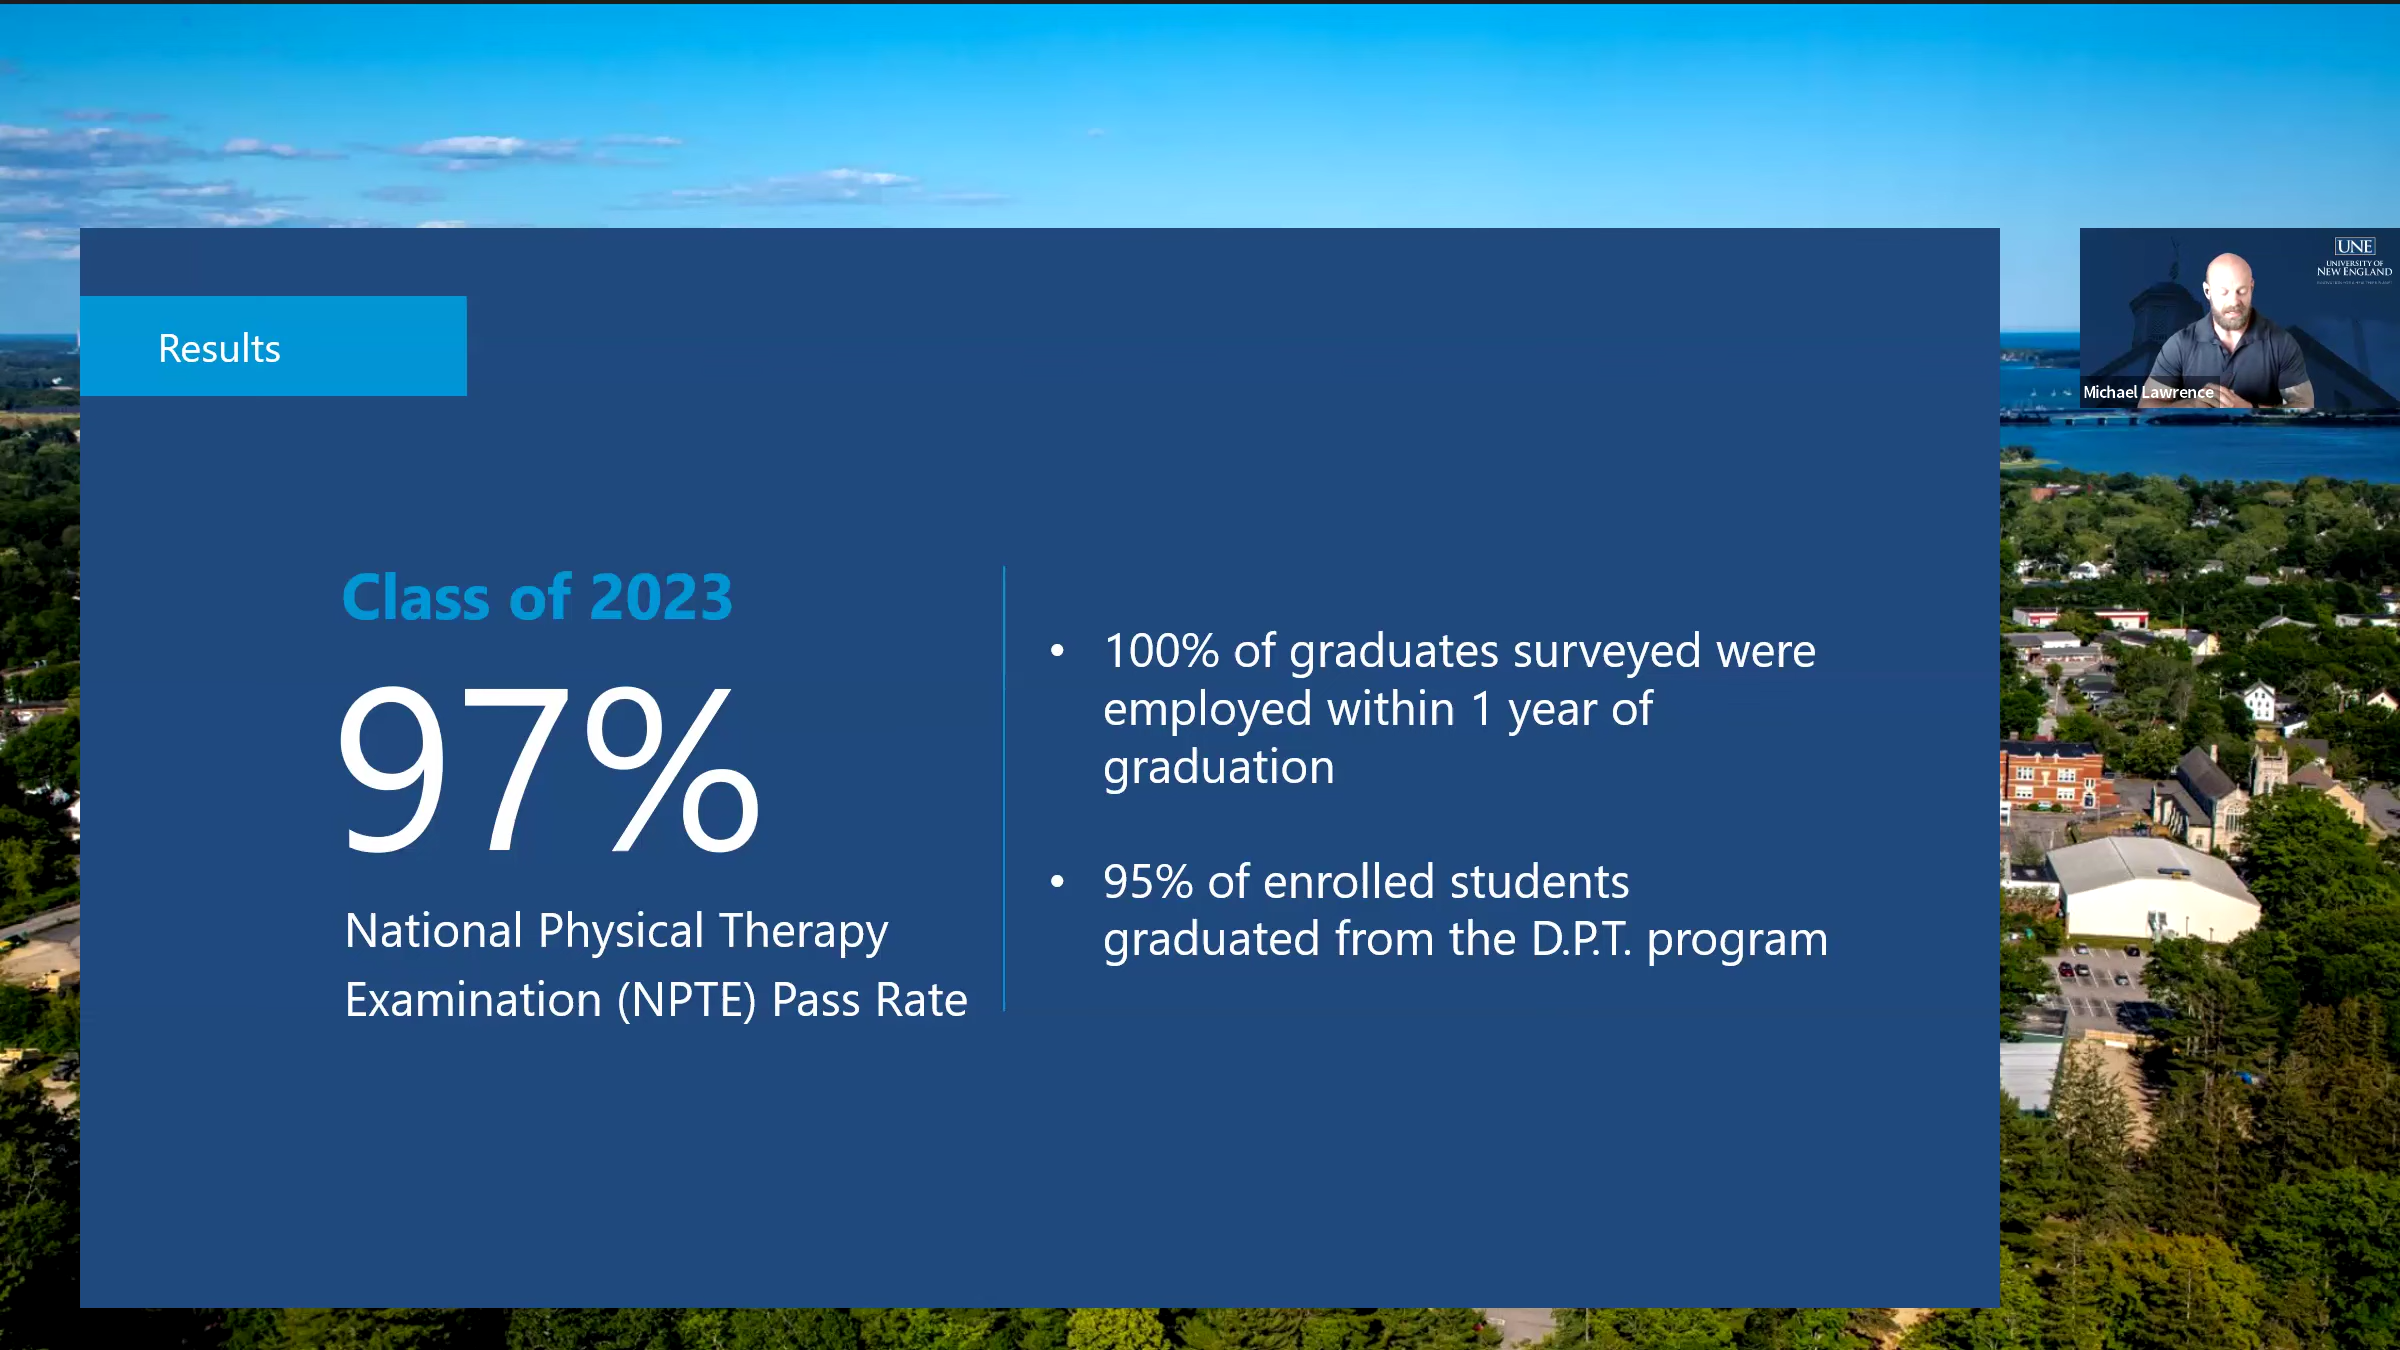 Results
Class of 2023
97%
National Physical Therapy
Examination (NPTE) Pass Rate
• 100% of graduates surveyed were
employed within 1 year of
graduation
• 95% of enrolled students
graduated from the D.P.T. program
UNE
UNIVERSITY OF
NEW ENGLAND
Michael Lawrence